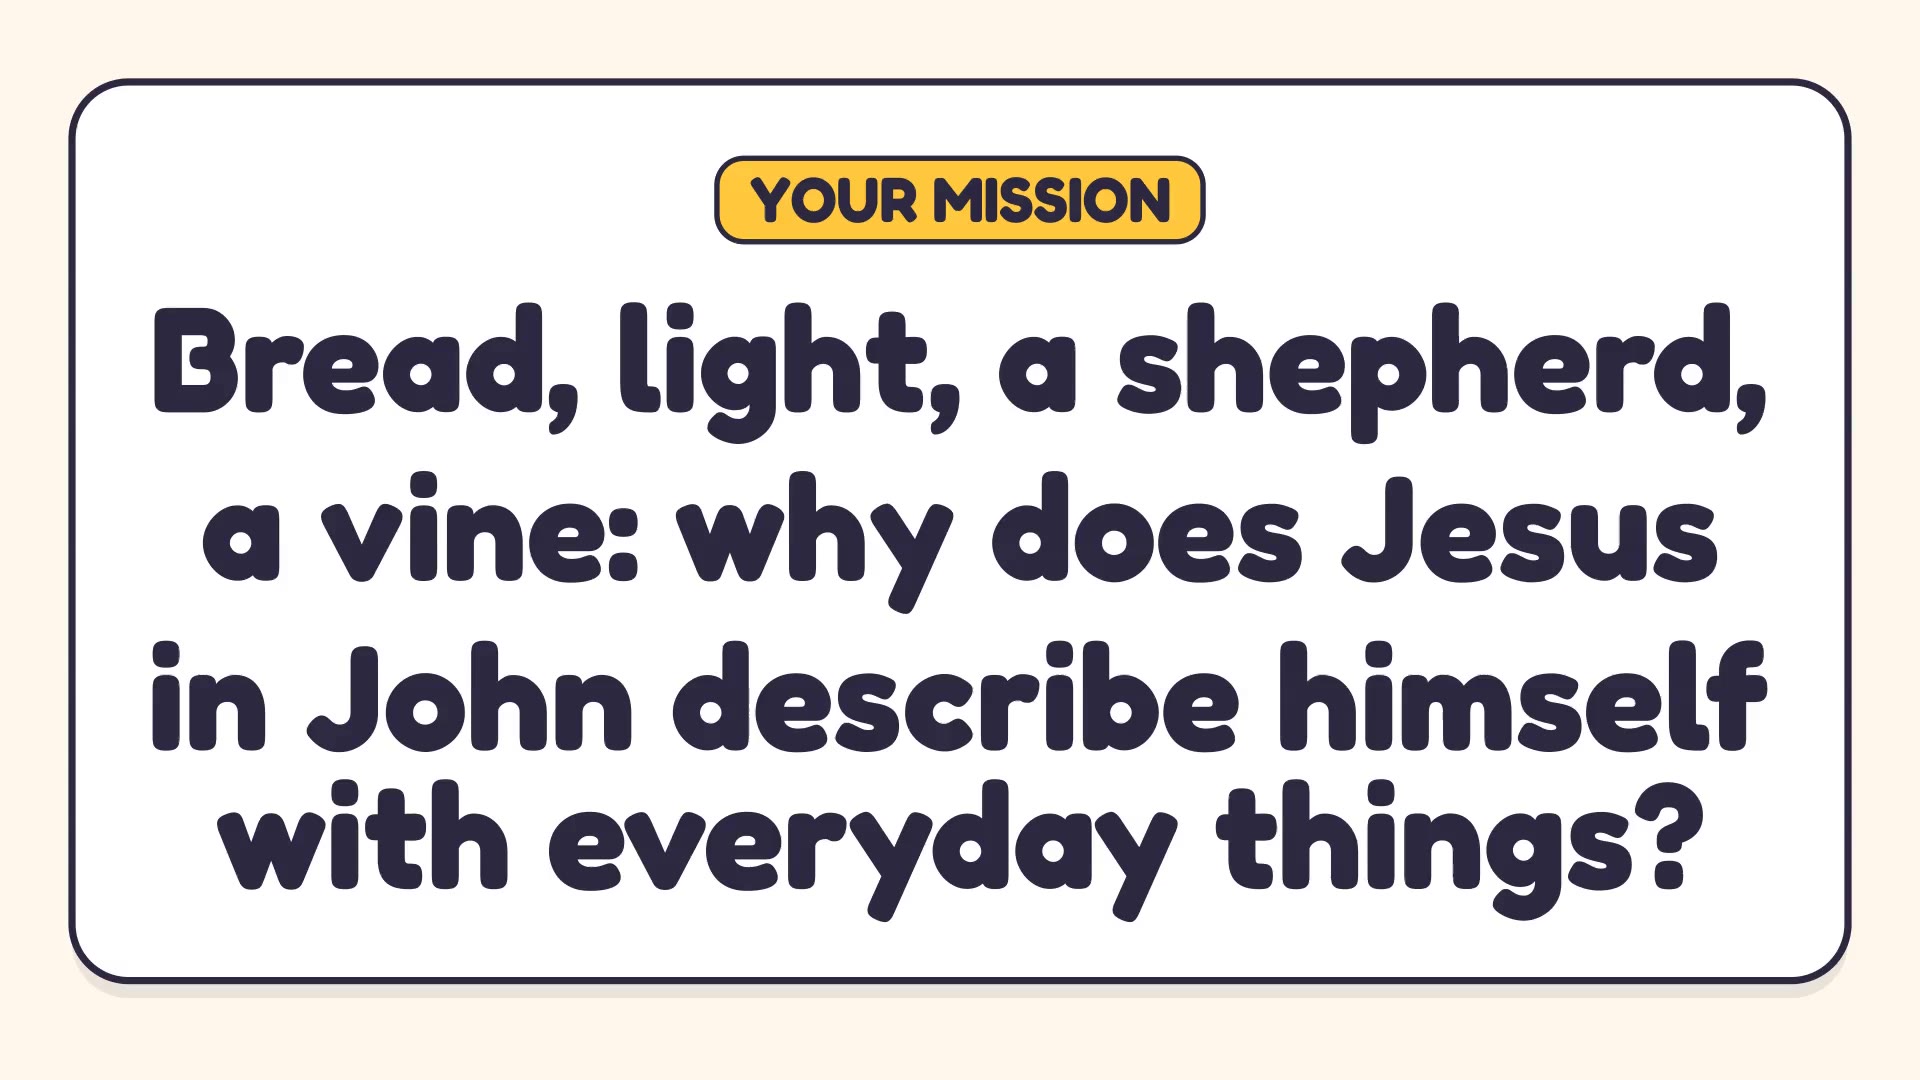 YOUR MISSION
Bread, light, a shepherd,
a vine: why does Jesus
in John describe himself
with everyday things?